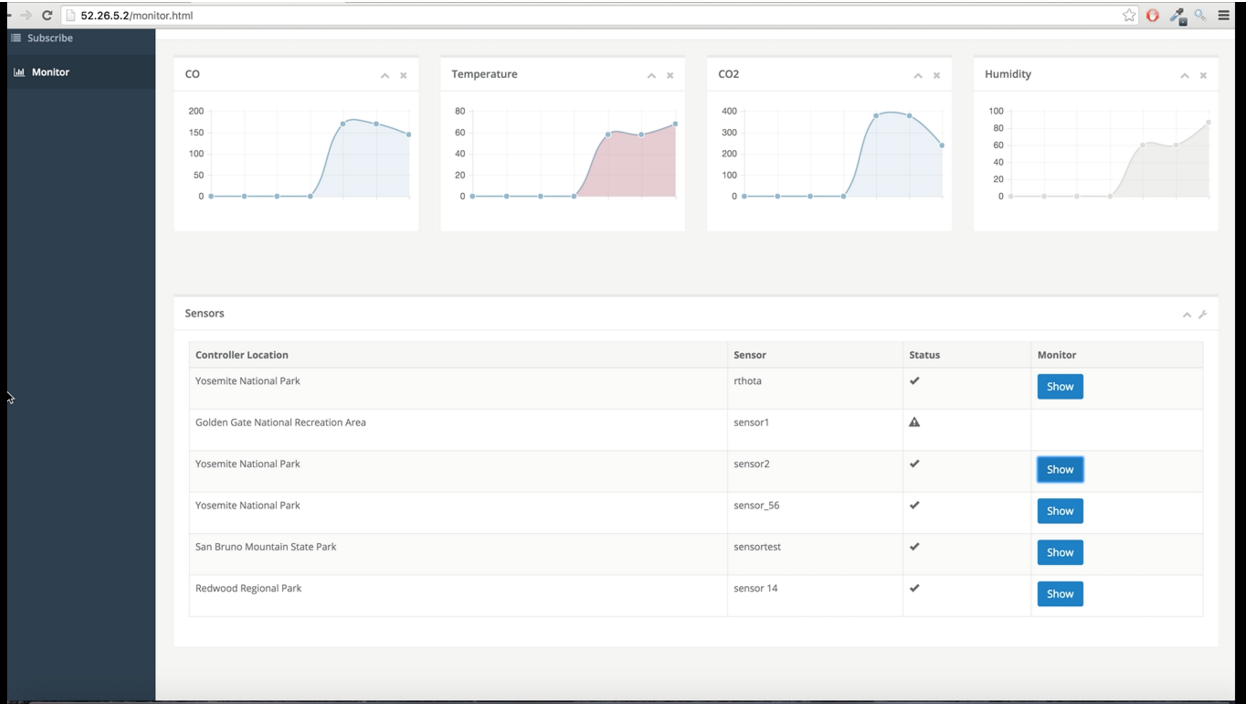 52.26.5.2/monitor.html
Subscribe
Monitor
CO
200
150
100
50
0
Temperature
80
60
40
20
0
CO2
400
300
200
100
0
Humidity
100
80
60
40
20
0
Sensors
Controller Location Sensor Status Monitor
Yosemite National Park rthota Show
Golden Gate National Recreation Area sensor1
Yosemite National Park sensor2 Show
Yosemite National Park sensor_56 Show
San Bruno Mountain State Park sensortest Show
Redwood Regional Park sensor 14 Show